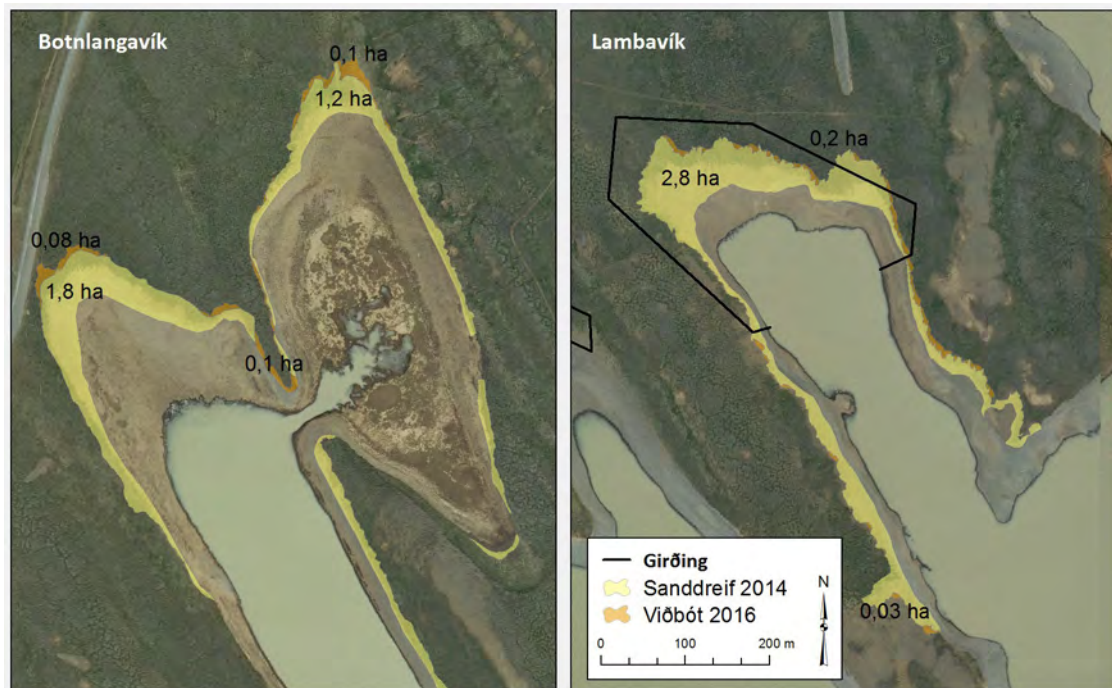 Botnlangavík
0,1 ha
1,2 ha
0,08 ha
1,8 ha
0,1 ha
Lambavík
0,2 ha
2,8 ha
0,03 ha
Girðing
Sanddreif 2014
Viðbót 2016
N
0 100 200 m